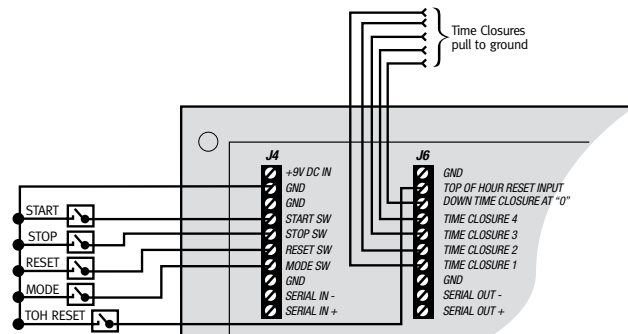 Time Closures
pull to ground
J4
+9V DC IN
GND
GND
START SW
STOP SW
RESET SW
MODE SW
GND
SERIAL IN -
SERIAL IN +
J6
GND
TOP OF HOUR RESET INPUT
DOWN TIME CLOSURE AT “0”
TIME CLOSURE 4
TIME CLOSURE 3
TIME CLOSURE 2
TIME CLOSURE 1
GND
SERIAL OUT -
SERIAL OUT +
START
STOP
RESET
MODE
TOH RESET